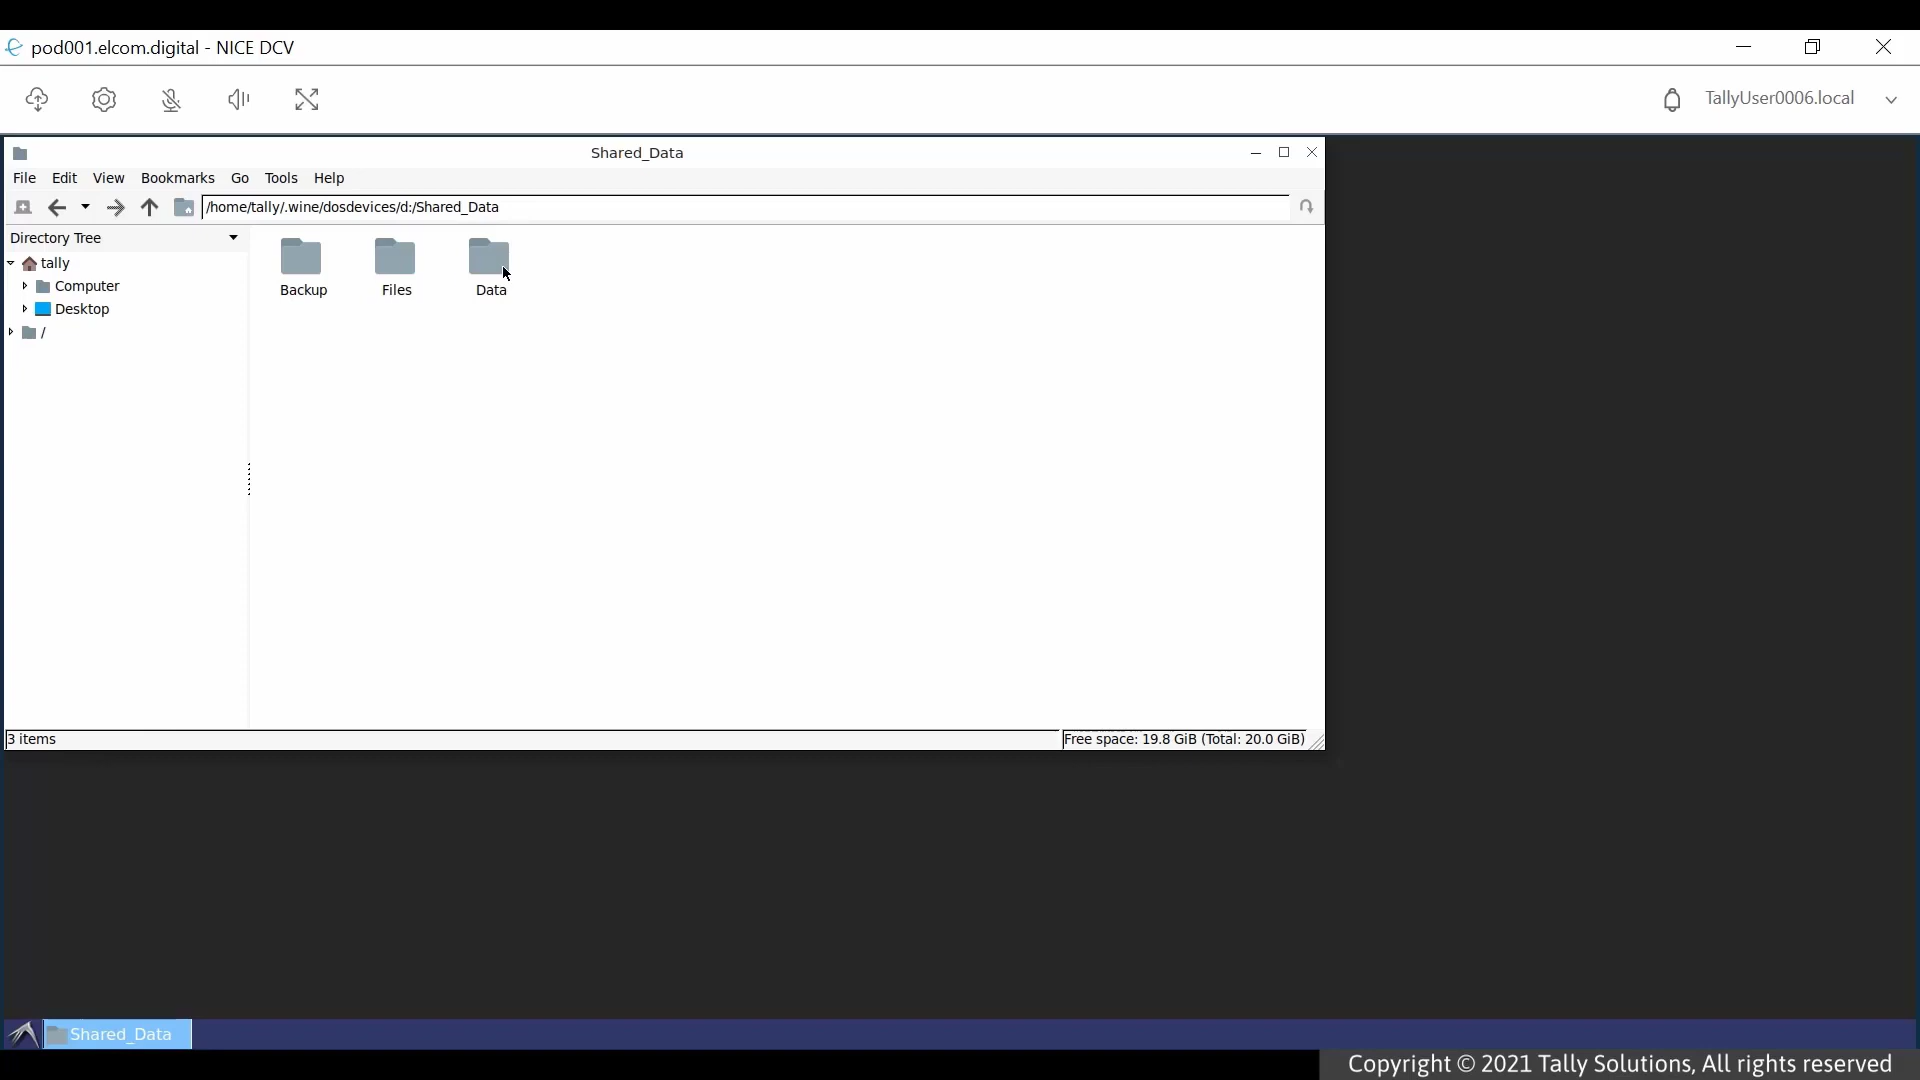 pod001.elcom.digital - NICE DCV
TallyUser0006.local
Shared_Data
File Edit View Bookmarks Go Tools Help
/home/tally/.wine/dosdevices/d:/Shared_Data
Directory Tree
tally
Computer
Desktop
/
Backup Files Data
3 items
Free space: 19.8 GiB (Total: 20.0 GiB)
Shared_Data
Copyright © 2021 Tally Solutions, All rights reserved